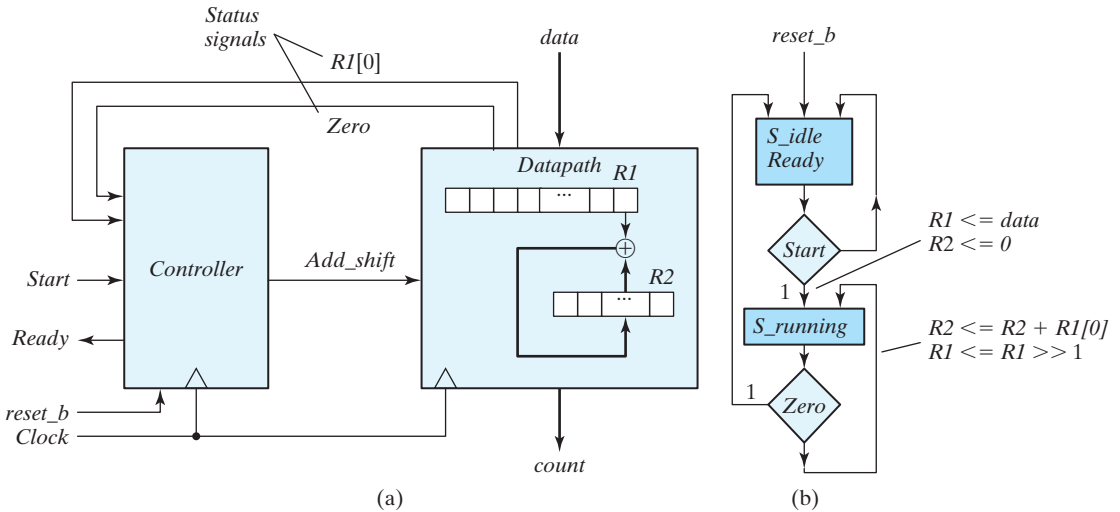 Status
signals
R1[0]
Zero
data
Datapath
R1
...
R2
...
Controller
Add_shift
Start
Ready
reset_b
Clock
count
(a)
reset_b
S_idle
Ready
Start
1
R1 <= data
R2 <= 0
S_running
R2 <= R2 + R1[0]
R1 <= R1 >> 1
1
Zero
(b)